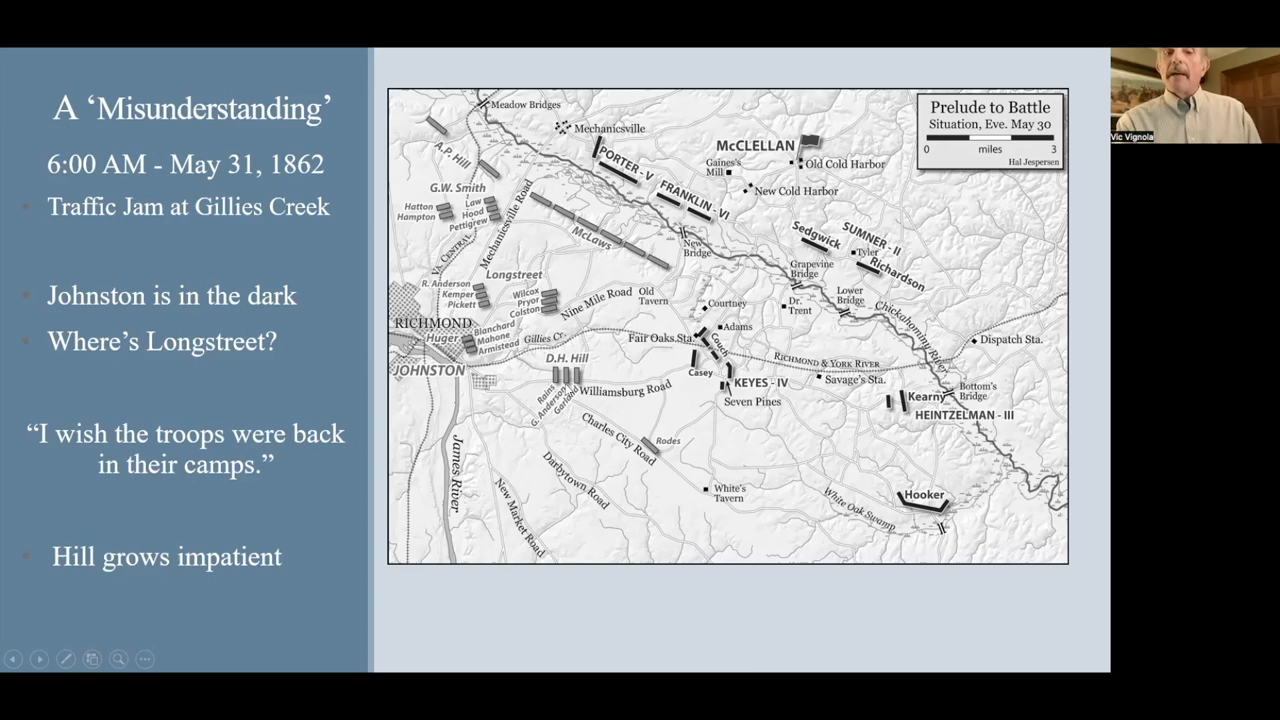 A ‘Misunderstanding’
6:00 AM - May 31, 1862
Traffic Jam at Gillies Creek
Johnston is in the dark
Where’s Longstreet?
“I wish the troops were back
in their camps.”
Hill grows impatient
Prelude to Battle
Situation, Eve. May 30
0 miles 3
Hal Jespersen
Meadow Bridges
Mechanicsville
A.P. Hill
PORTER - V
McCLELLAN
Gaines's
Mill
Old Cold Harbor
New Cold Harbor
FRANKLIN - VI
G.W. Smith
Hatton
Hampton
Law
Hood
Pettigrew
Mechanicsville Road
VA CENTRAL
McLaws
New
Bridge
Sedgwick
SUMNER - II
Tyler
Richardson
Grapevine
Bridge
Lower
Bridge
Dr.
Trent
Chickahominy River
Longstreet
R. Anderson
Kemper
Pickett
Wilcox
Pryor
Colston
Nine Mile Road
Old
Tavern
Courtney
Adams
Fair Oaks Sta.
Couch
Casey
KEYES - IV
Seven Pines
RICHMOND & YORK RIVER
Savage's Sta.
Dispatch Sta.
Bottom's
Bridge
Kearny
HEINTZELMAN - III
RICHMOND
Huger
Blanchard
Mahone
Armistead
Gillies Cr.
JOHNSTON
D.H. Hill
Rains
G. Anderson
Garland
Williamsburg Road
Charles City Road
Rodes
Darbytown Road
New Market Road
James River
White's
Tavern
White Oak Swamp
Hooker
Vic Vignola